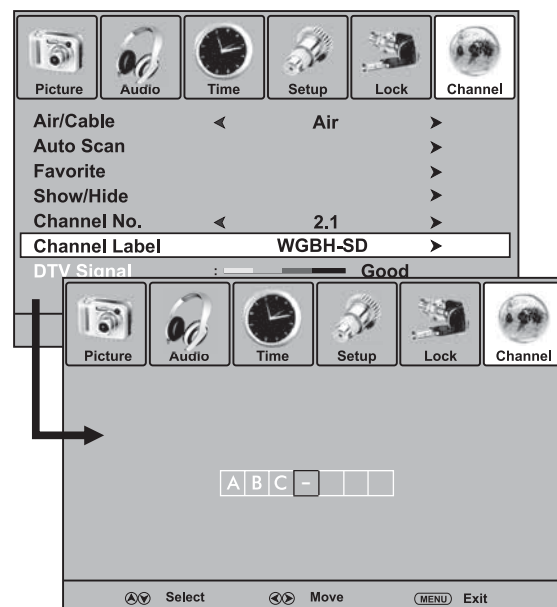 Picture Audio Time Setup Lock Channel
Air/Cable Air
Auto Scan
Favorite
Show/Hide
Channel No. 2.1
Channel Label WGBH-SD
DTV Signal : Good
Picture Audio Time Setup Lock Channel
A B C -
Select Move MENU Exit